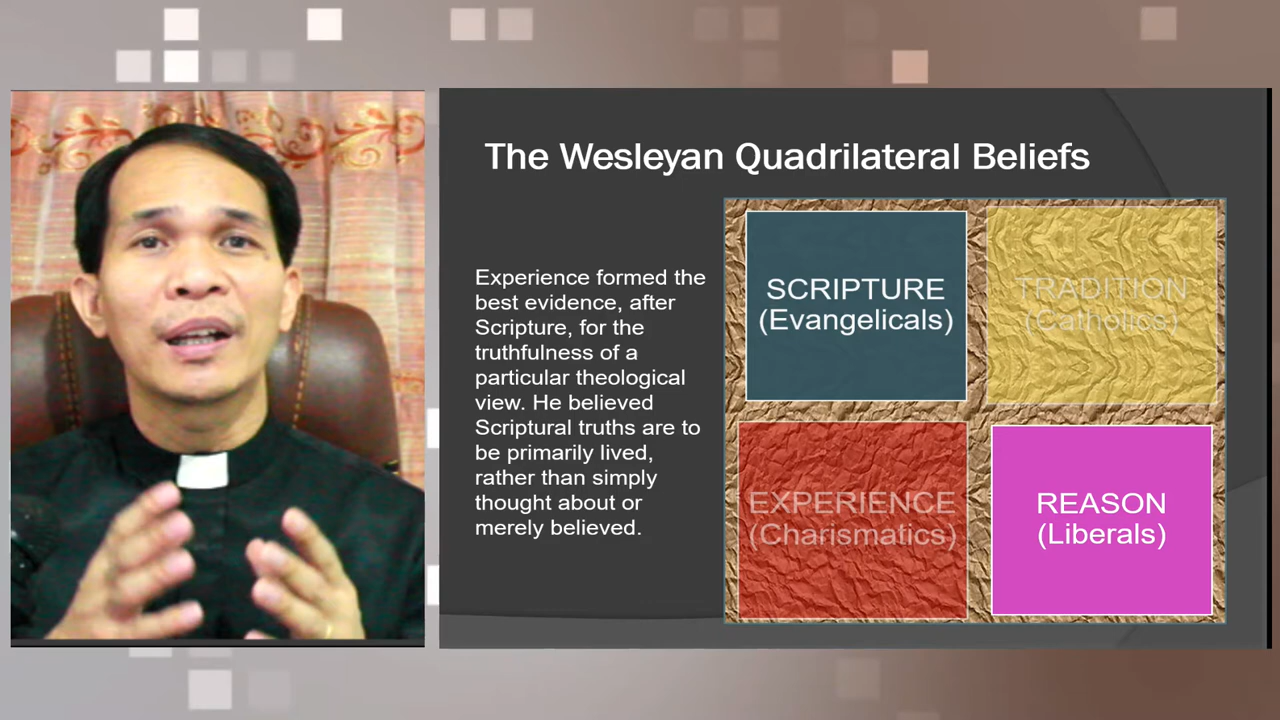 The Wesleyan Quadrilateral Beliefs
Experience formed the
best evidence, after
Scripture, for the
truthfulness of a
particular theological
view. He believed
Scriptural truths are to
be primarily lived,
rather than simply
thought about or
merely believed.
SCRIPTURE
(Evangelicals)
TRADITION
(Catholics)
EXPERIENCE
(Charismatics)
REASON
(Liberals)